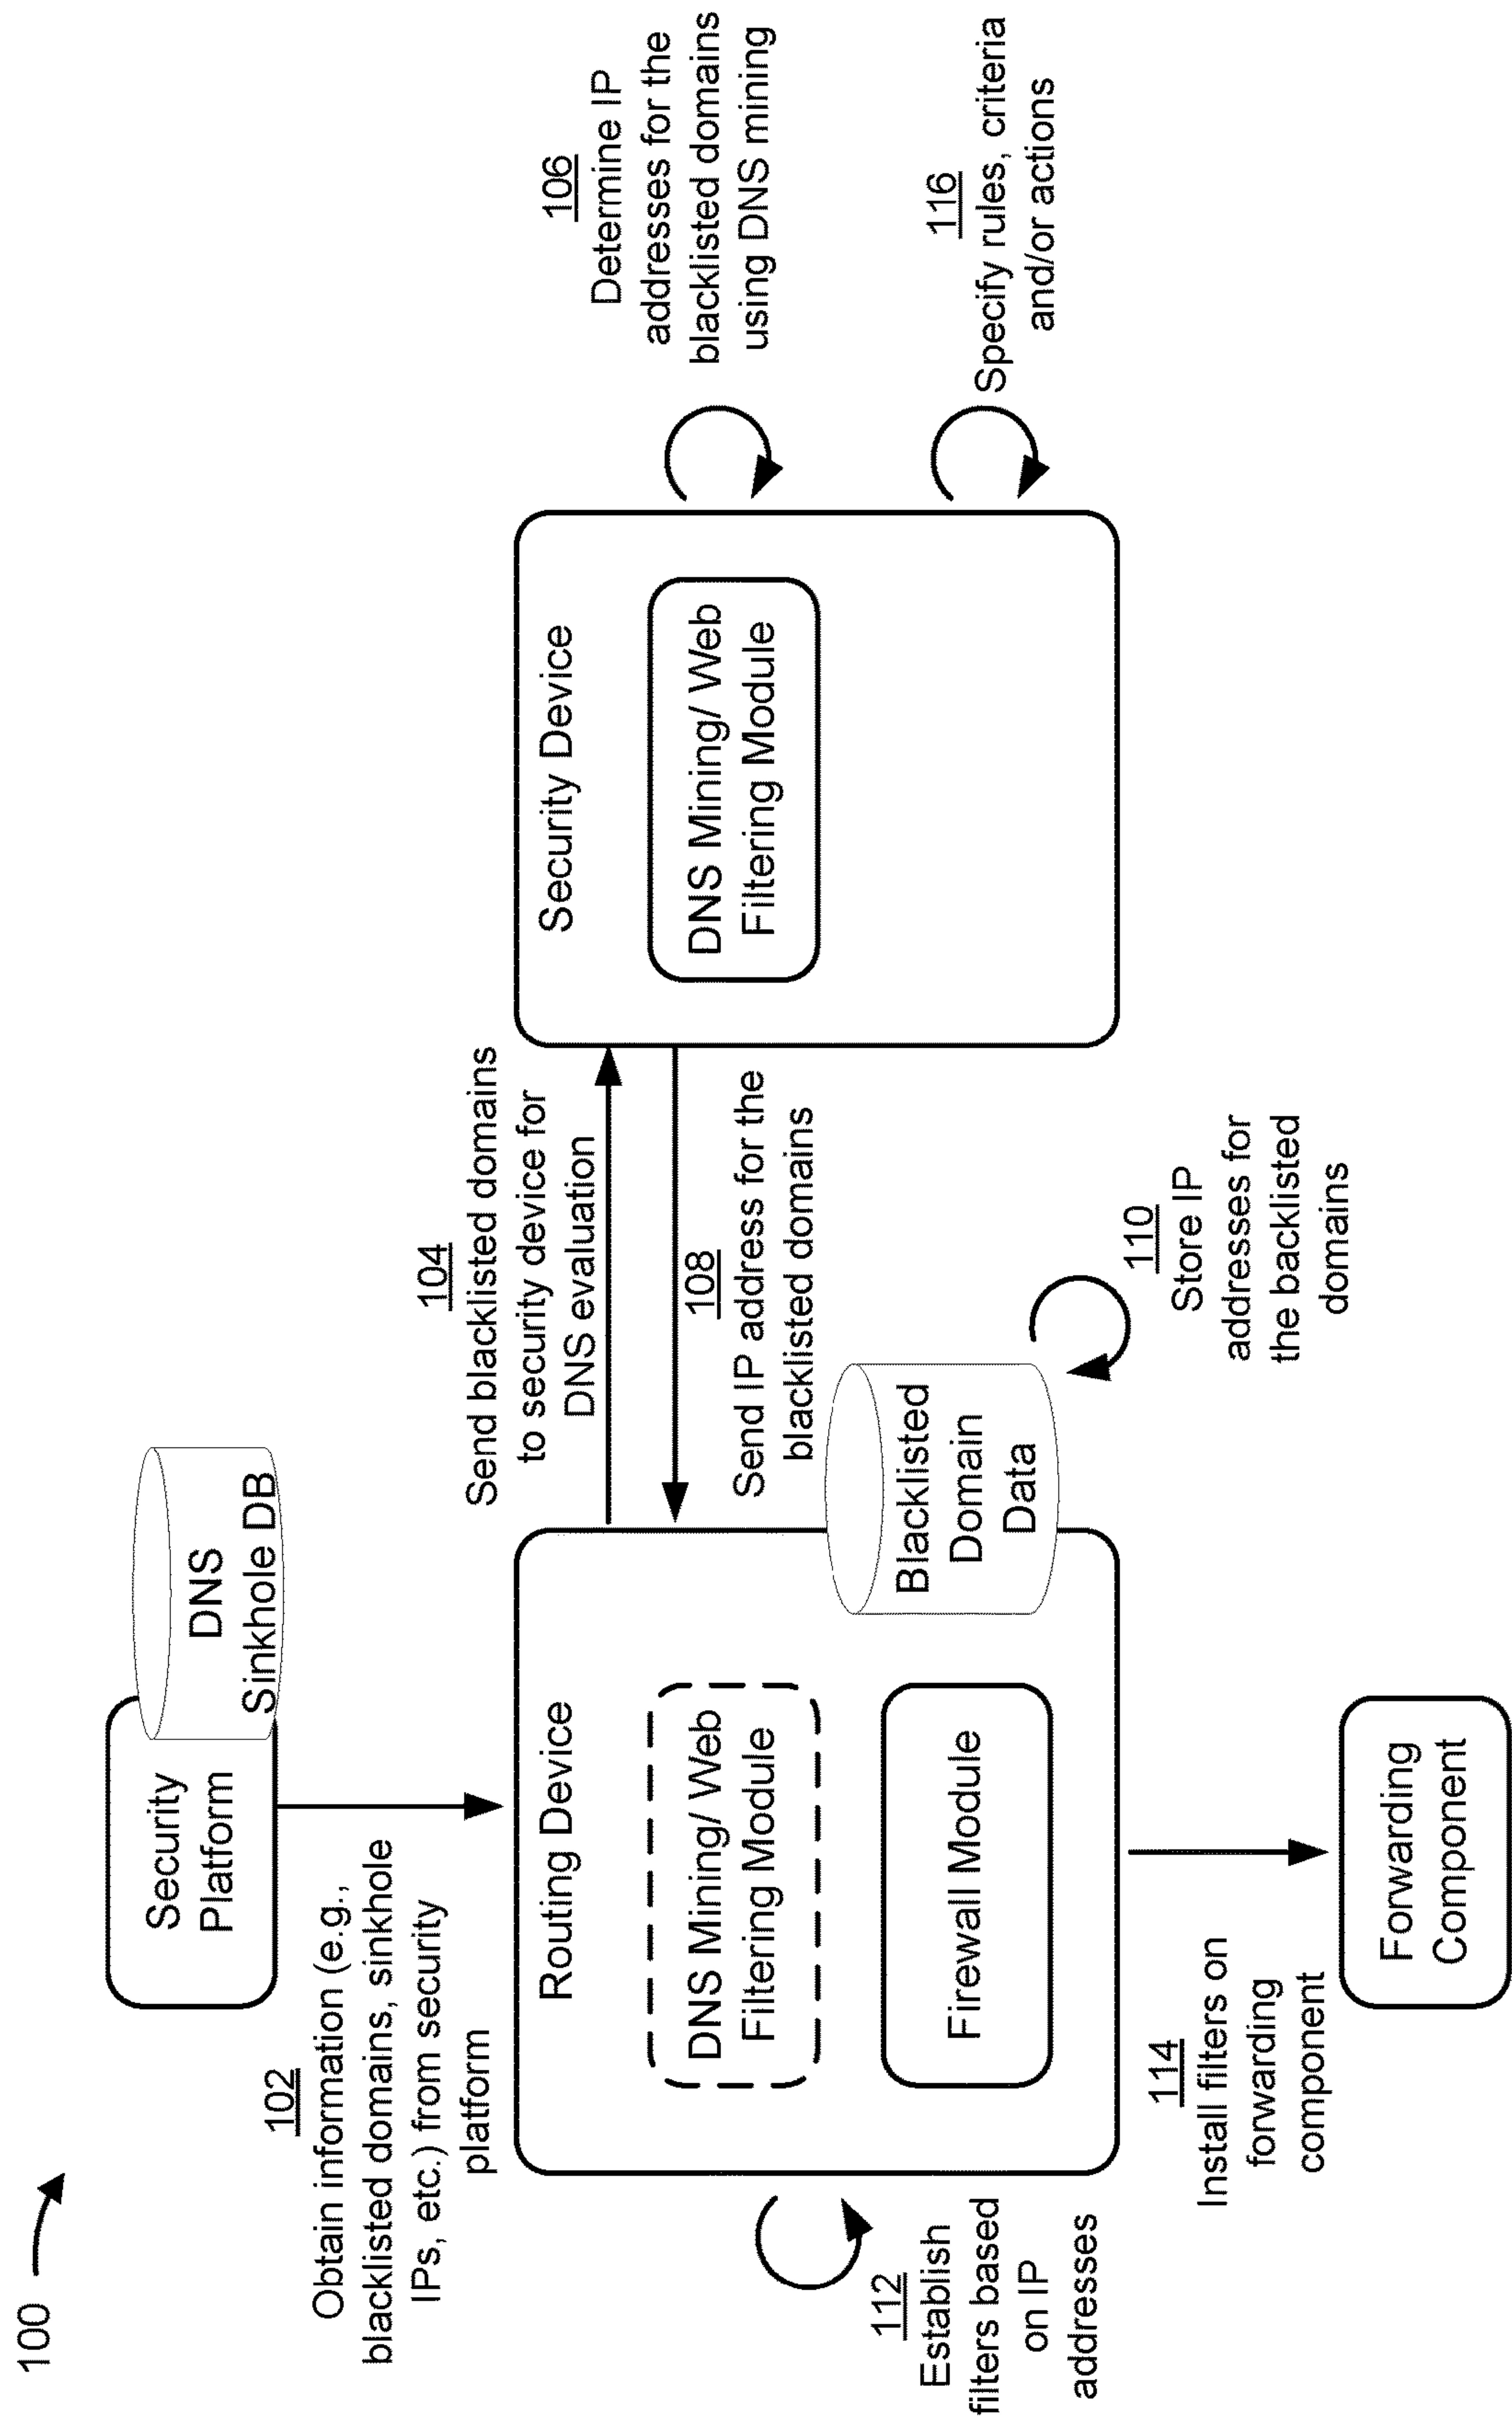 100
Security
Platform
DNS
Sinkhole DB
102
Obtain information (e.g.,
blacklisted domains, sinkhole
IPs, etc.) from security
platform
104
Send blacklisted domains
to security device for
DNS evaluation
106
Determine IP
addresses for the
blacklisted domains
using DNS mining
Routing Device
DNS Mining/ Web
Filtering Module
Firewall Module
Blacklisted
Domain
Data
108
Send IP address for the
blacklisted domains
Security Device
DNS Mining/ Web
Filtering Module
116
Specify rules, criteria
and/or actions
112
Establish
filters based
on IP
addresses
110
Store IP
addresses for
the backlisted
domains
114
Install filters on
forwarding
component
Forwarding
Component